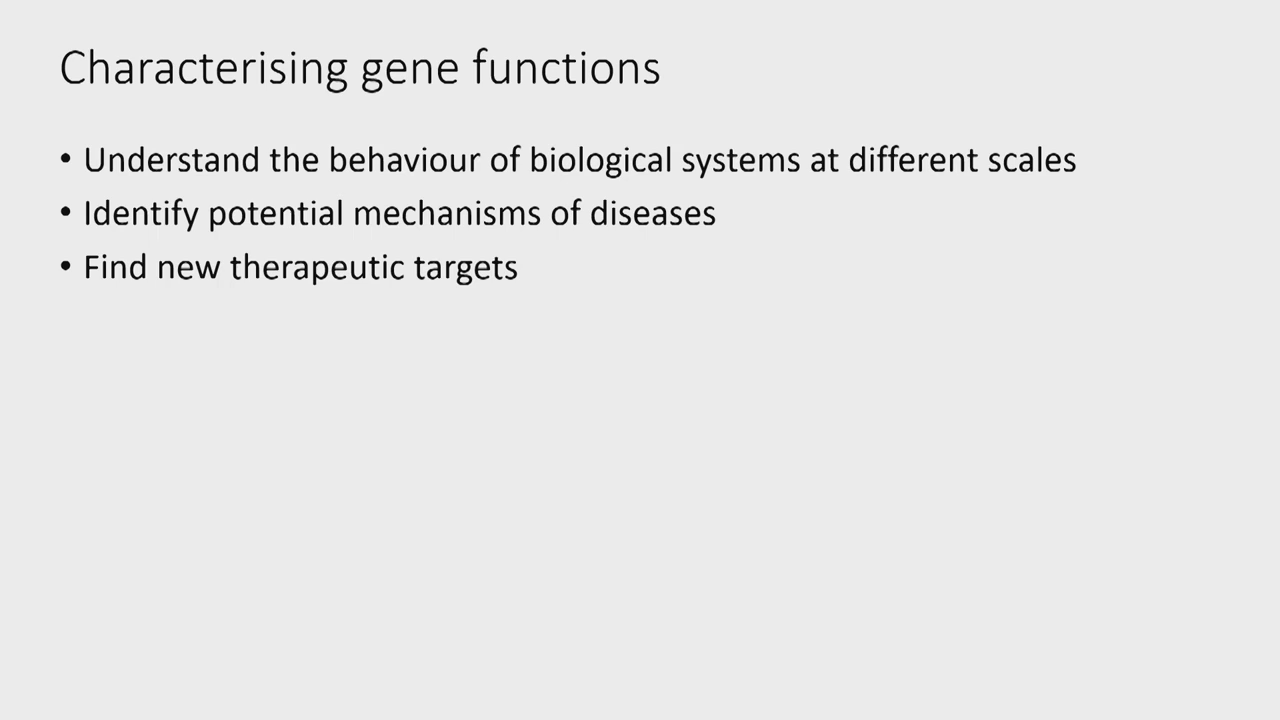 Characterising gene functions
• Understand the behaviour of biological systems at different scales
• Identify potential mechanisms of diseases
• Find new therapeutic targets